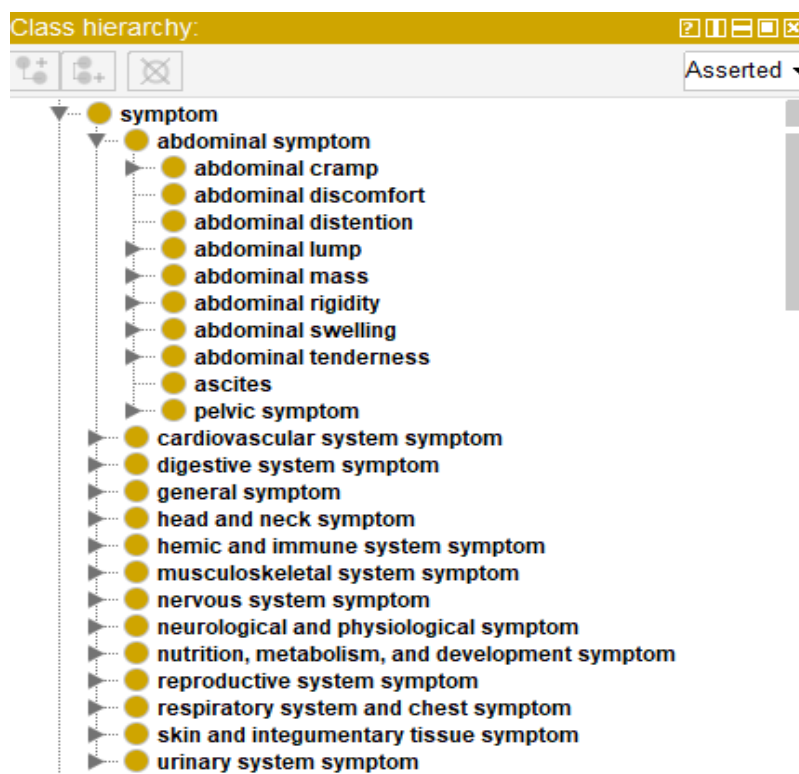 Class hierarchy:
Asserted
symptom
abdominal symptom
abdominal cramp
abdominal discomfort
abdominal distention
abdominal lump
abdominal mass
abdominal rigidity
abdominal swelling
abdominal tenderness
ascites
pelvic symptom
cardiovascular system symptom
digestive system symptom
general symptom
head and neck symptom
hemic and immune system symptom
musculoskeletal system symptom
nervous system symptom
neurological and physiological symptom
nutrition, metabolism, and development symptom
reproductive system symptom
respiratory system and chest symptom
skin and integumentary tissue symptom
urinary system symptom